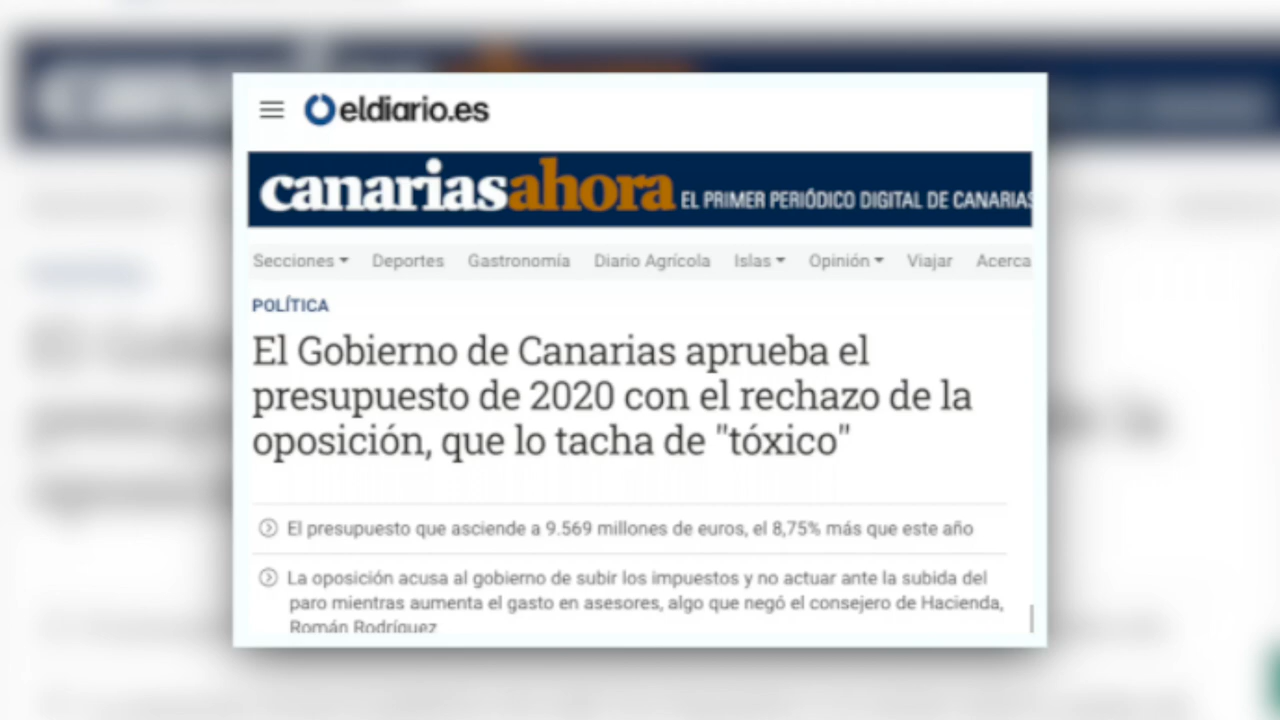 eldiario.es
canariasahora EL PRIMER PERIÓDICO DIGITAL DE CANARIAS
Secciones Deportes Gastronomía Diario Agrícola Islas Opinión Viajar Acerca
POLÍTICA
El Gobierno de Canarias aprueba el
presupuesto de 2020 con el rechazo de la
oposición, que lo tacha de "tóxico"
El presupuesto que asciende a 9.569 millones de euros, el 8,75% más que este año
La oposición acusa al gobierno de subir los impuestos y no actuar ante la subida del
paro mientras aumenta el gasto en asesores, algo que negó el consejero de Hacienda,
Román Rodríguez